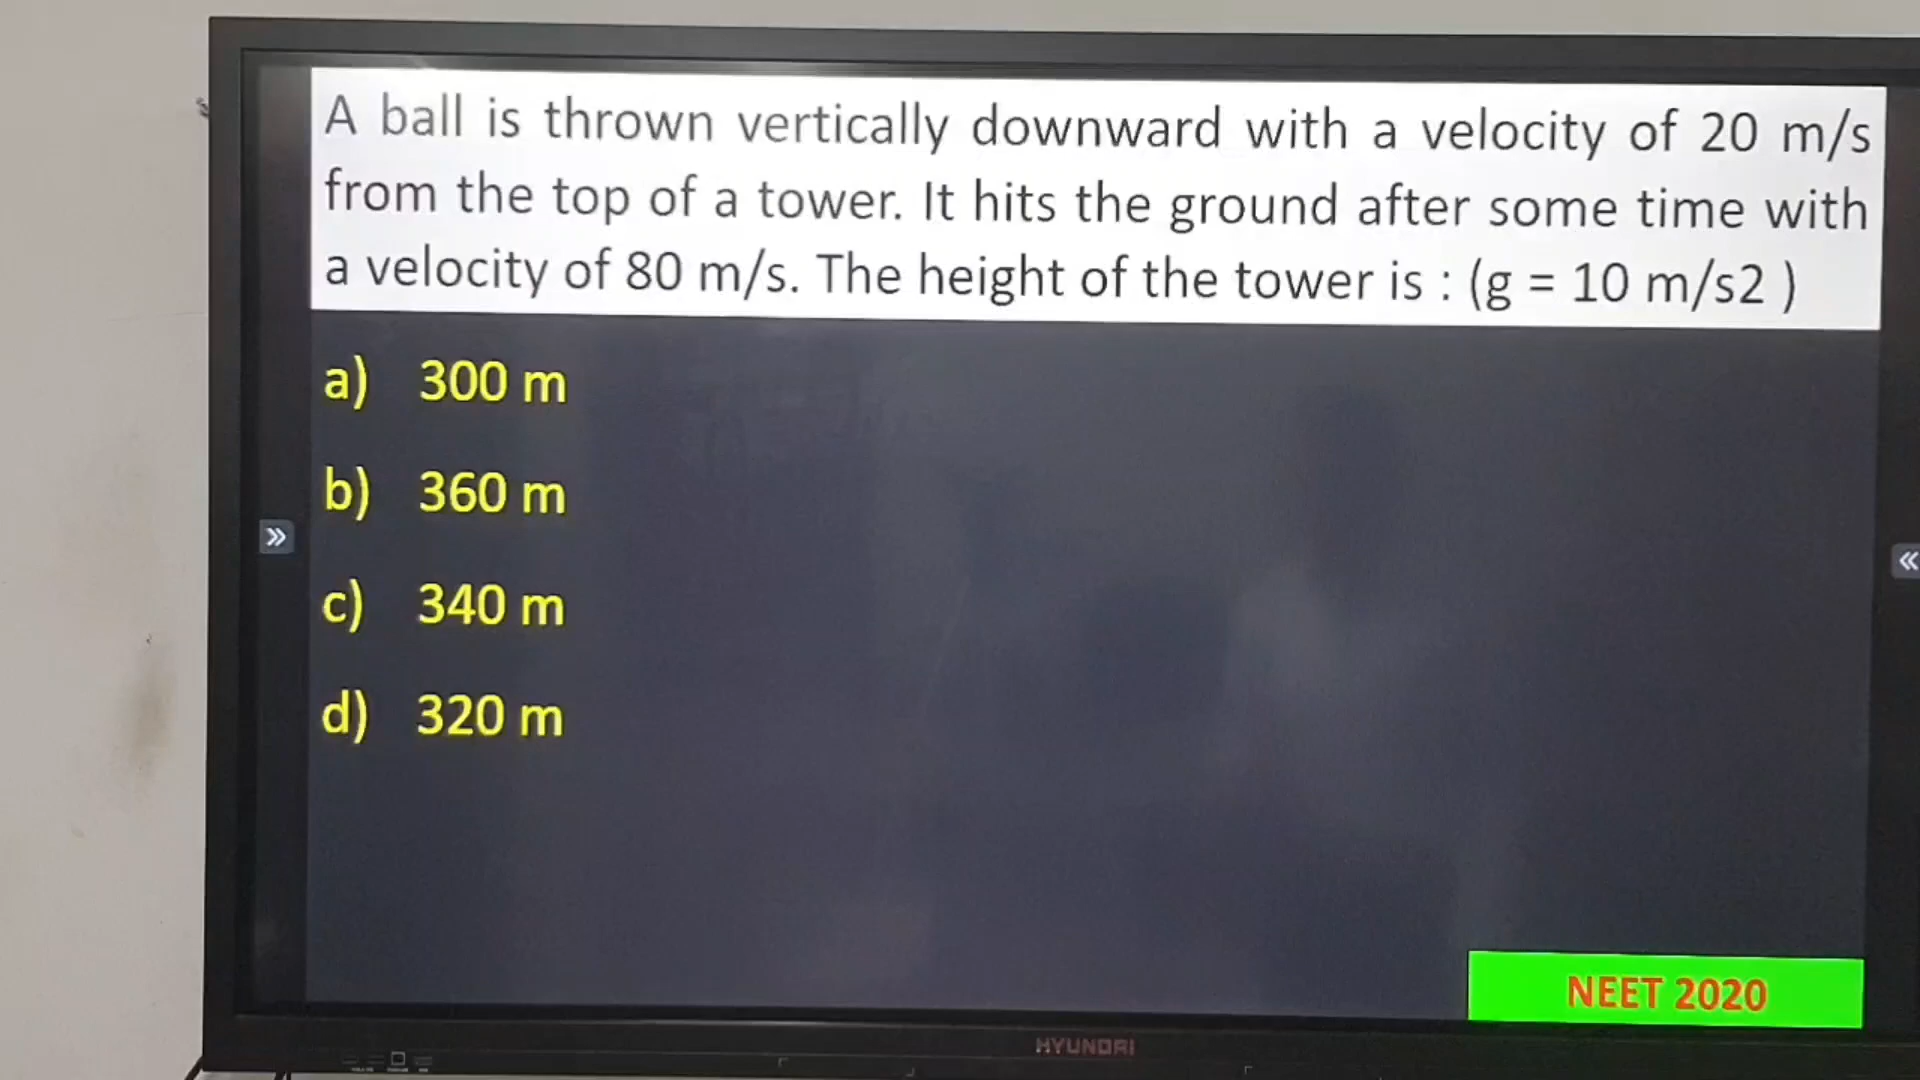 A ball is thrown vertically downward with a velocity of 20 m/s
from the top of a tower. It hits the ground after some time with
a velocity of 80 m/s. The height of the tower is : (g = 10 m/s2 )
a) 300 m
b) 360 m
c) 340 m
d) 320 m
NEET 2020
HYUNDRI